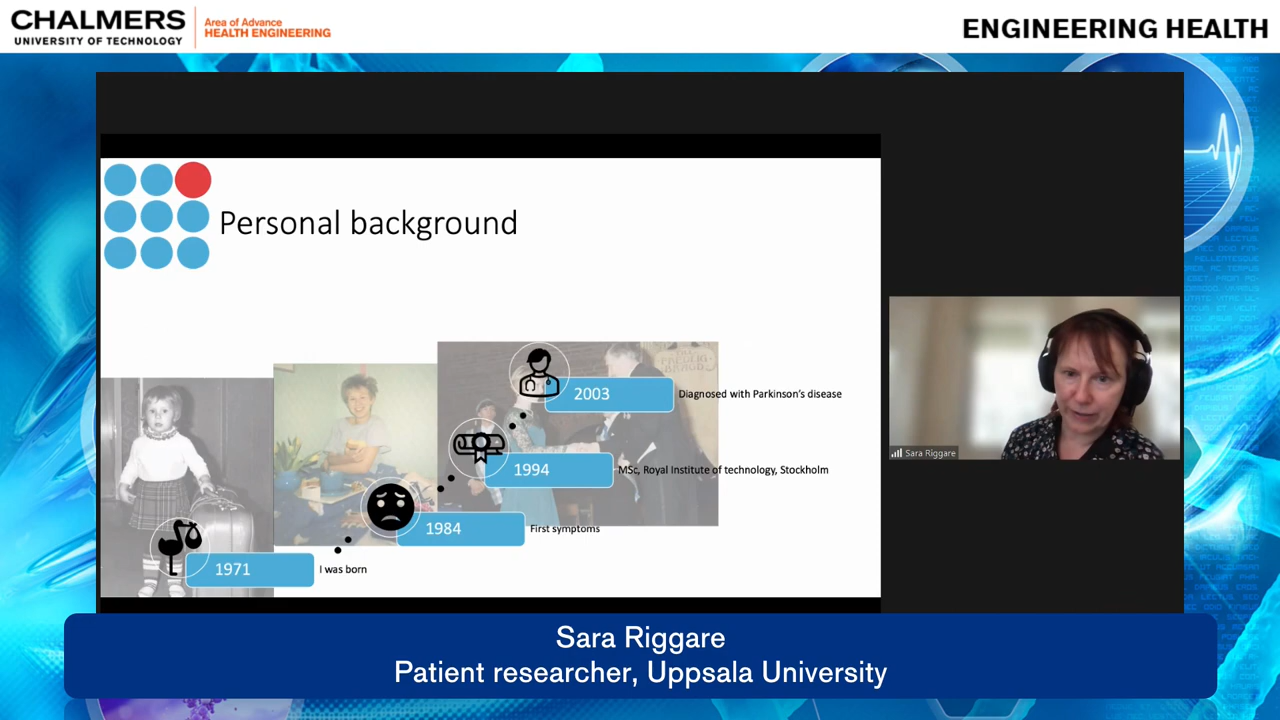 CHALMERS
UNIVERSITY OF TECHNOLOGY
Area of Advance
HEALTH ENGINEERING
ENGINEERING HEALTH
Personal background
2003
Diagnosed with Parkinson's disease
1994
MSc, Royal Institute of technology, Stockholm
1984
First symptoms
1971
I was born
Sara Riggare
Sara Riggare
Patient researcher, Uppsala University